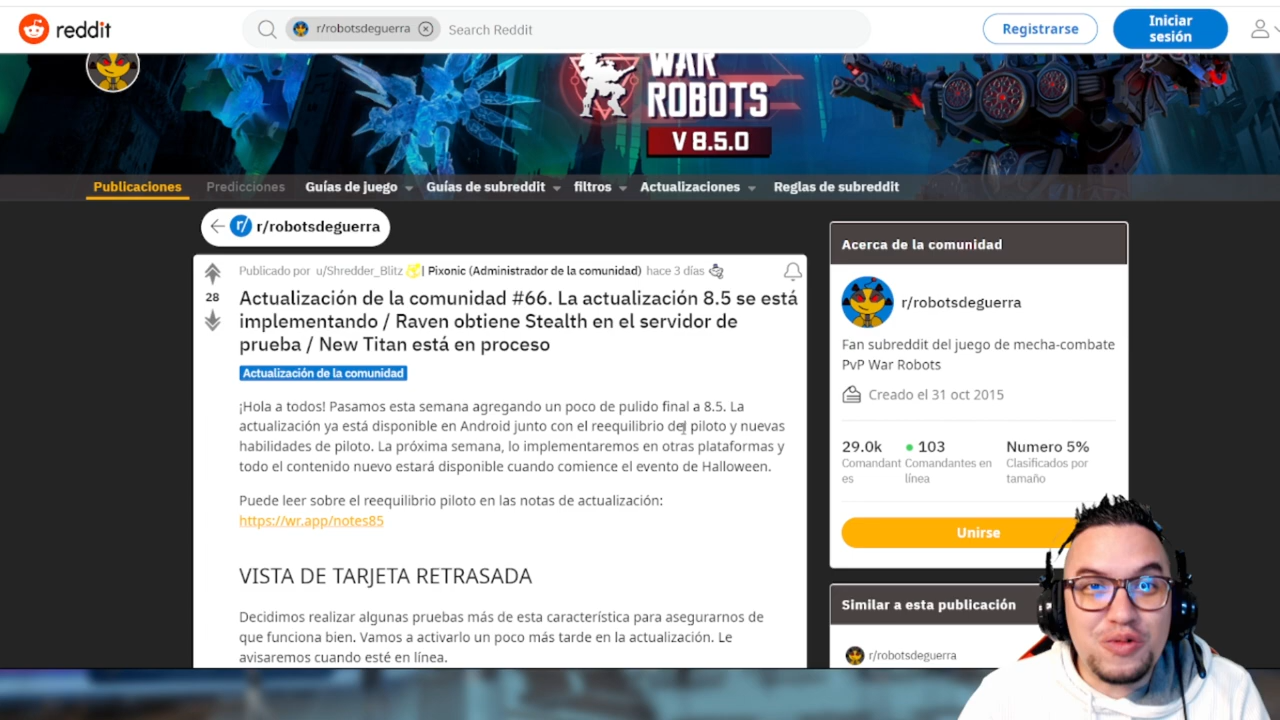 reddit
r/robotsdeguerra
Search Reddit
Registrarse
Iniciar
sesión
WAR
ROBOTS
V 8.5.0
Publicaciones
Predicciones
Guías de juego
Guías de subreddit
filtros
Actualizaciones
Reglas de subreddit
r/ r/robotsdeguerra
Publicado por u/Shredder_Blitz | Pixonic (Administrador de la comunidad) hace 3 días
28
Actualización de la comunidad #66. La actualización 8.5 se está
implementando / Raven obtiene Stealth en el servidor de
prueba / New Titan está en proceso
Actualización de la comunidad
¡Hola a todos! Pasamos esta semana agregando un poco de pulido final a 8.5. La
actualización ya está disponible en Android junto con el reequilibrio del piloto y nuevas
habilidades de piloto. La próxima semana, lo implementaremos en otras plataformas y
todo el contenido nuevo estará disponible cuando comience el evento de Halloween.
Puede leer sobre el reequilibrio piloto en las notas de actualización:
https://wr.app/notes85
VISTA DE TARJETA RETRASADA
Decidimos realizar algunas pruebas más de esta característica para asegurarnos de
que funciona bien. Vamos a activarlo un poco más tarde en la actualización. Le
avisaremos cuando esté en línea.
Acerca de la comunidad
r/robotsdeguerra
Fan subreddit del juego de mecha-combate
PvP War Robots
Creado el 31 oct 2015
29.0k
Comandant
es
103
Comandantes en
línea
Numero 5%
Clasificados por
tamaño
Unirse
Similar a esta publicación
r/robotsdeguerra